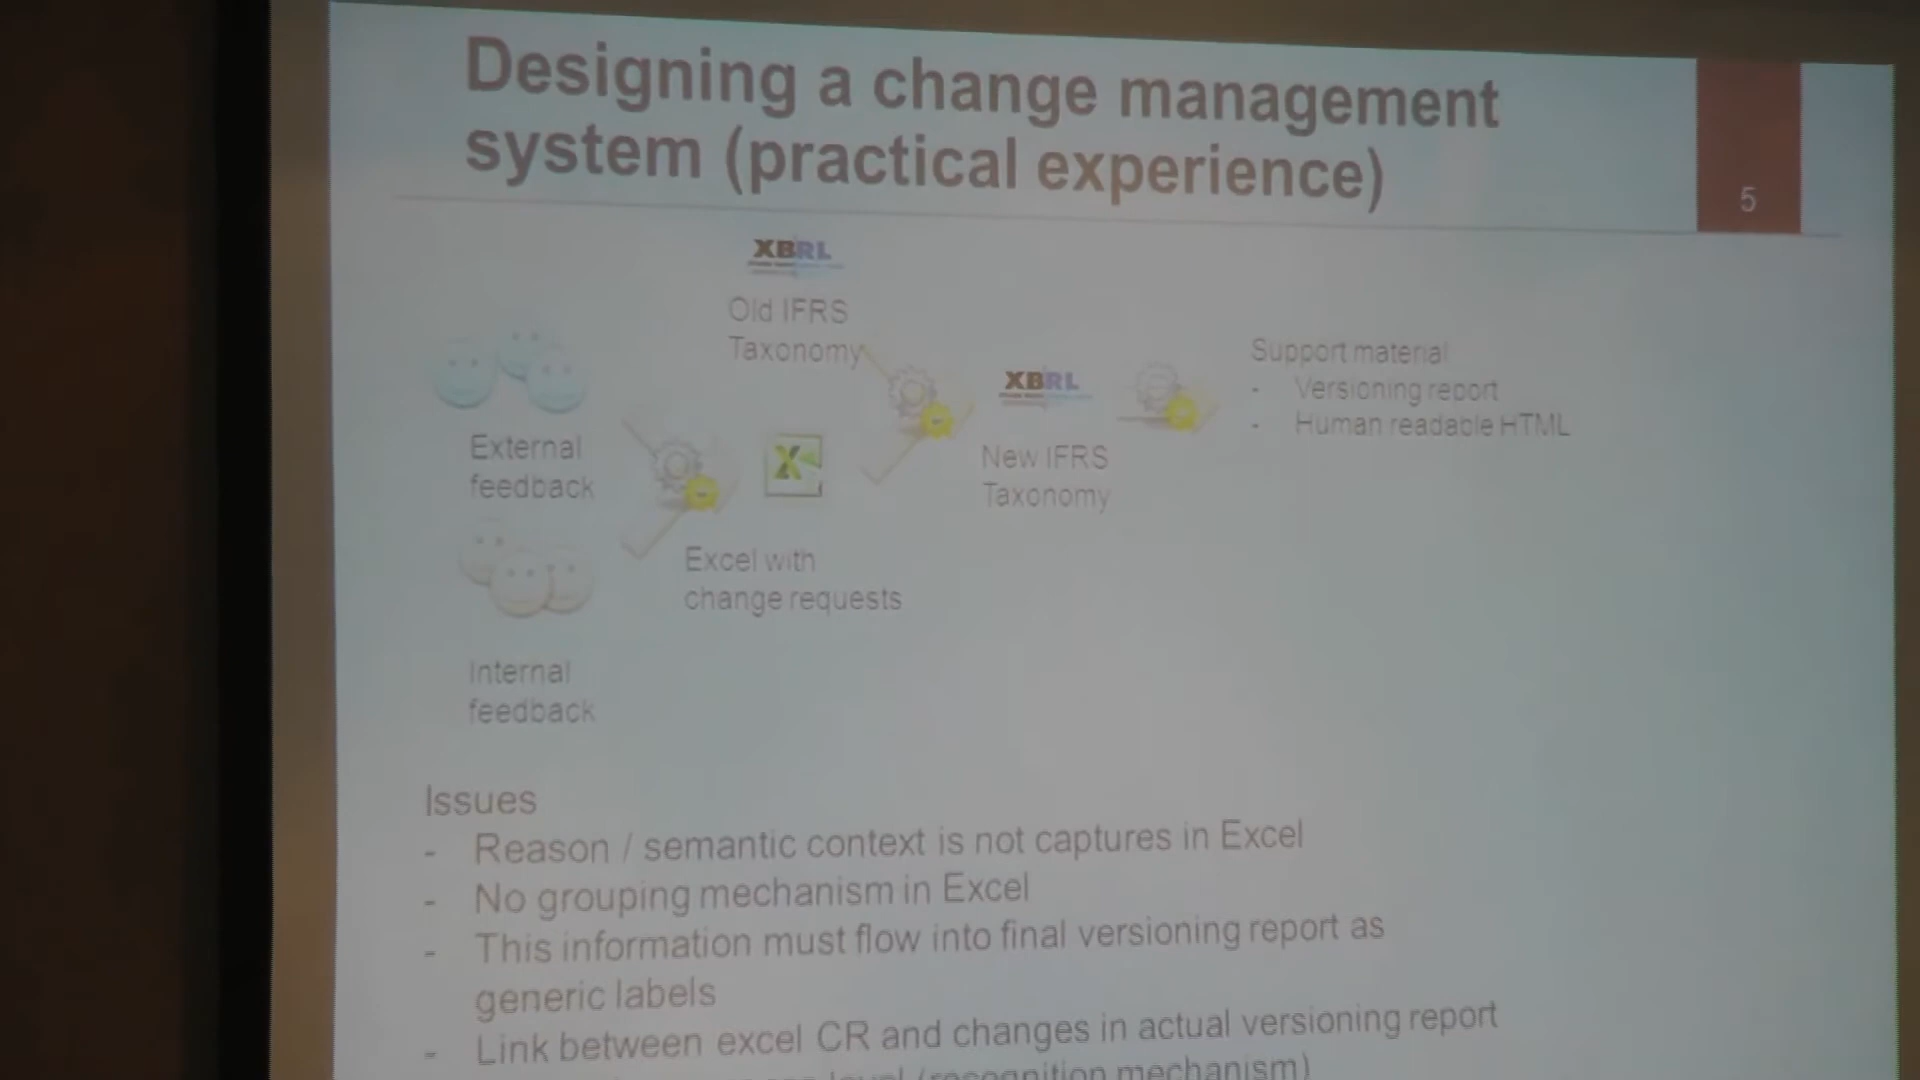 Designing a change management
system (practical experience)
5
XBRL
Old IFRS
Taxonomy
XBRL
New IFRS
Taxonomy
Support material
- Versioning report
- Human readable HTML
External
feedback
X
Excel with
change requests
Internal
feedback
Issues
- Reason / semantic context is not captures in Excel
- No grouping mechanism in Excel
- This information must flow into final versioning report as
generic labels
- Link between excel CR and changes in actual versioning report
level (recognition mechanism)